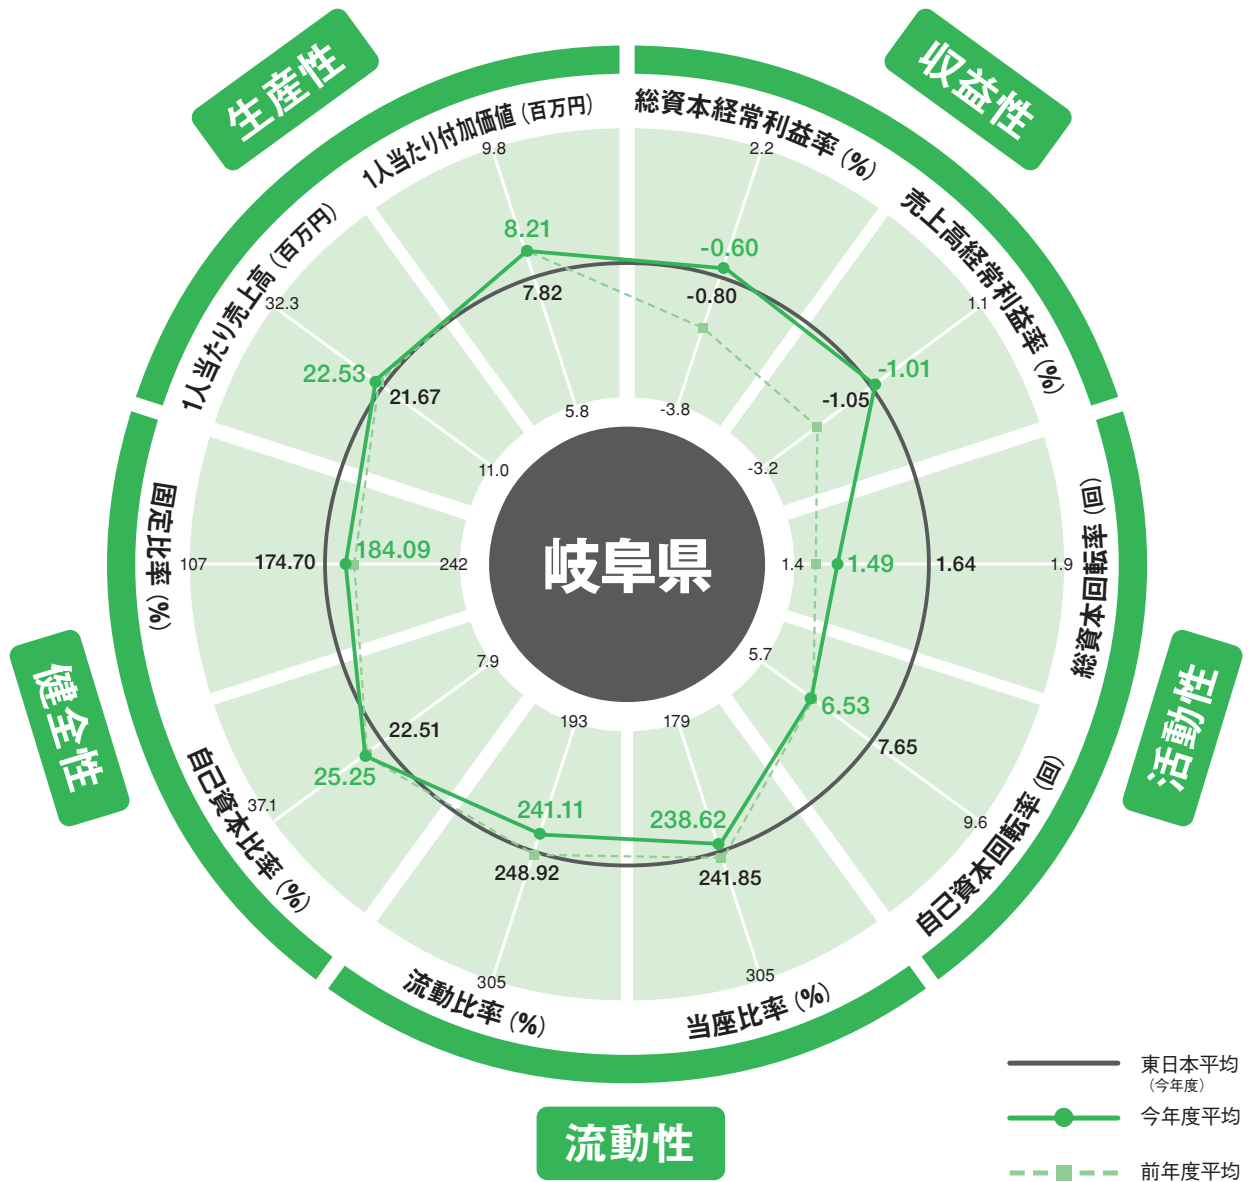 生産性
収益性
1人当たり付加価値 (百万円)
9.8
8.21
7.82
5.8
総資本経常利益率 (%)
2.2
-0.60
-0.80
-3.8
売上高経常利益率 (%)
1.1
-1.01
-1.05
-3.2
1人当たり売上高 (百万円)
32.3
22.53
21.67
11.0
固定比率 (%)
107
174.70
184.09
242
岐阜県
総資本回転率 (回)
1.4
1.49
1.64
1.9
健全性
活動性
自己資本比率 (%)
7.9
22.51
25.25
37.1
自己資本回転率 (回)
5.7
6.53
7.65
9.6
流動比率 (%)
193
241.11
248.92
305
当座比率 (%)
179
238.62
241.85
305
流動性
東日本平均
(今年度)
今年度平均
前年度平均